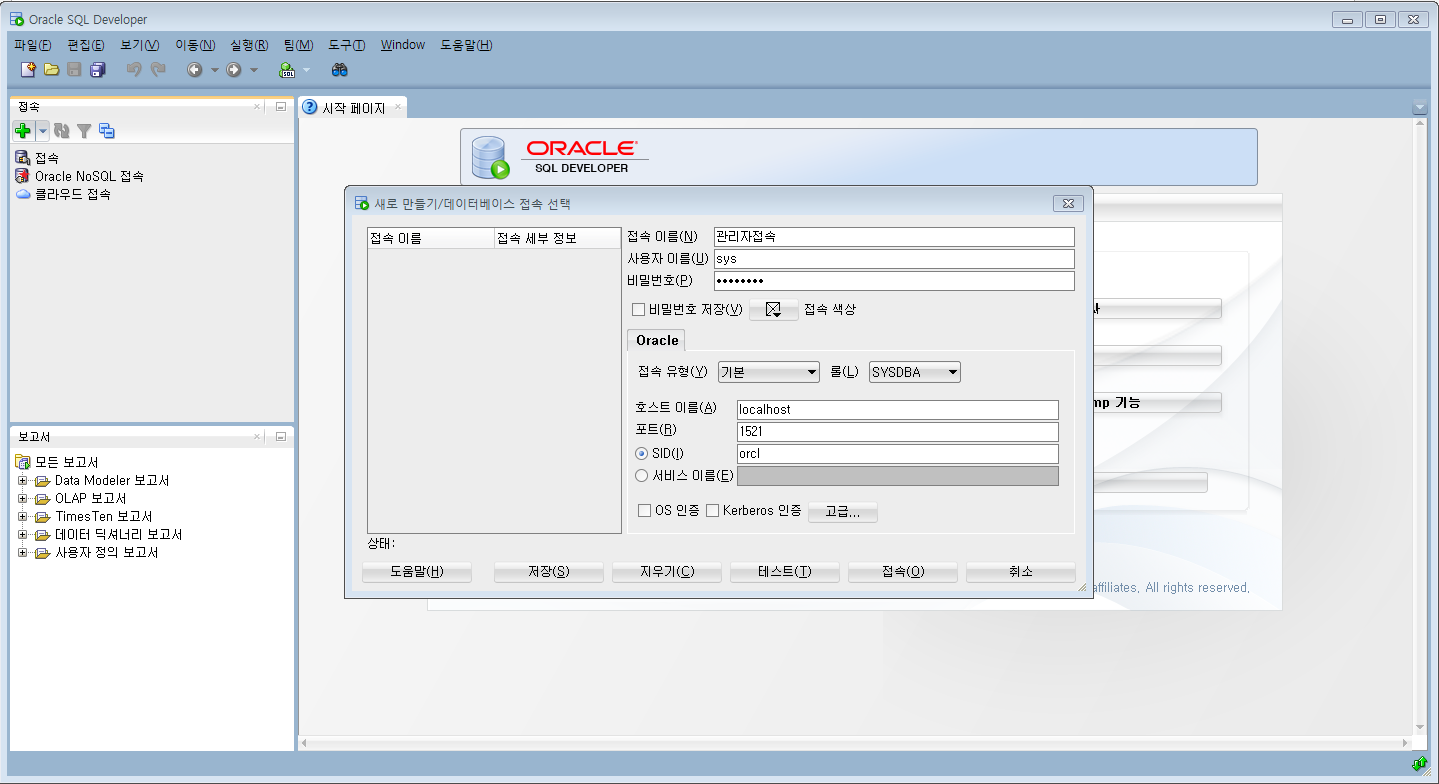 Oracle SQL Developer
파일(F) 편집(E) 보기(V) 이동(N) 실행(R) 팀(M) 도구(T) Window 도움말(H)
SQL
접속
시작 페이지
접속
Oracle NoSQL 접속
클라우드 접속
ORACLE
SQL DEVELOPER
새로 만들기/데이터베이스 접속 선택
접속 이름 접속 세부 정보
접속 이름(N) 관리자접속
사용자 이름(U) sys
비밀번호(P) ••••••••
비밀번호 저장(V) 접속 색상
Oracle
접속 유형(Y) 기본 롤(L) SYSDBA
호스트 이름(A) localhost
포트(R) 1521
SID(I) orcl
서비스 이름(E)
OS 인증 Kerberos 인증 고급...
상태:
도움말(H) 저장(S) 지우기(C) 테스트(T) 접속(O) 취소
기능
affiliates. All rights reserved.
보고서
모든 보고서
Data Modeler 보고서
OLAP 보고서
TimesTen 보고서
데이터 딕셔너리 보고서
사용자 정의 보고서